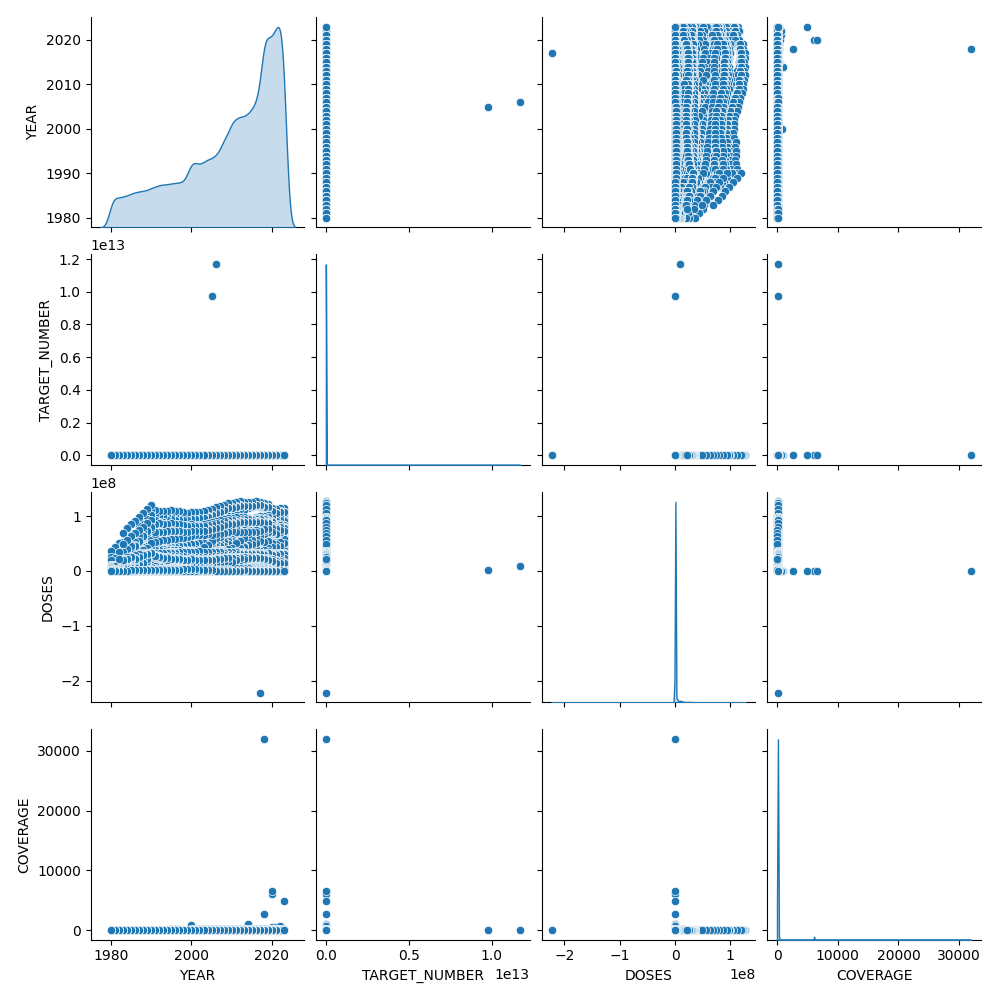 2020
2010
2000
1990
1980
YEAR
1e13
1.2
1.0
0.8
0.6
0.4
0.2
0.0
TARGET_NUMBER
1e8
1
0
−1
−2
DOSES
30000
20000
10000
0
COVERAGE
1980 2000 2020
YEAR
0.0 0.5 1.0
TARGET_NUMBER 1e13
−2 −1 0 1
DOSES 1e8
0 10000 20000 30000
COVERAGE